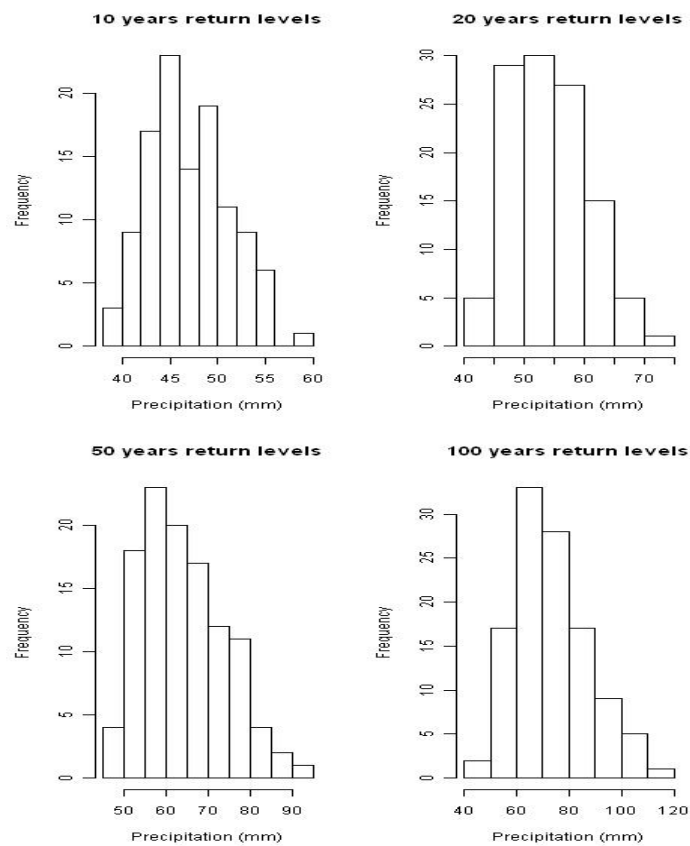 10 years return levels
Frequency
0 5 10 15 20
40 45 50 55 60
Precipitation (mm)
20 years return levels
Frequency
0 5 10 15 20 25 30
40 50 60 70
Precipitation (mm)
50 years return levels
Frequency
0 5 10 15 20
50 60 70 80 90
Precipitation (mm)
100 years return levels
Frequency
0 5 10 15 20 25 30
40 60 80 100 120
Precipitation (mm)